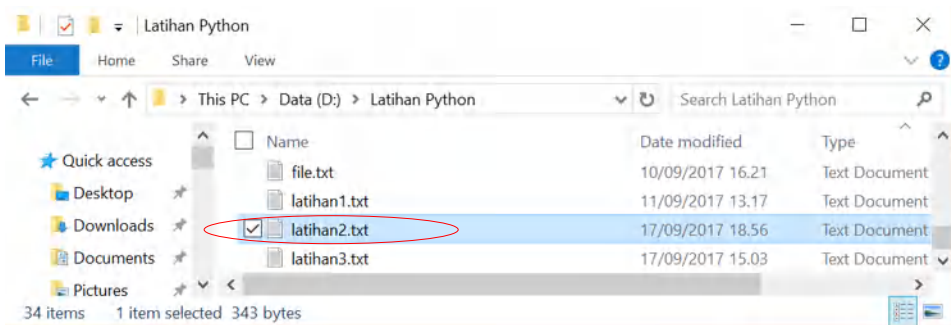 Latihan Python
File Home Share View
This PC > Data (D:) > Latihan Python
Search Latihan Python
Name Date modified Type
Quick access
file.txt 10/09/2017 16.21 Text Document
Desktop
latihan1.txt 11/09/2017 13.17 Text Document
Downloads
latihan2.txt 17/09/2017 18.56 Text Document
Documents
latihan3.txt 17/09/2017 15.03 Text Document
Pictures
34 items 1 item selected 343 bytes